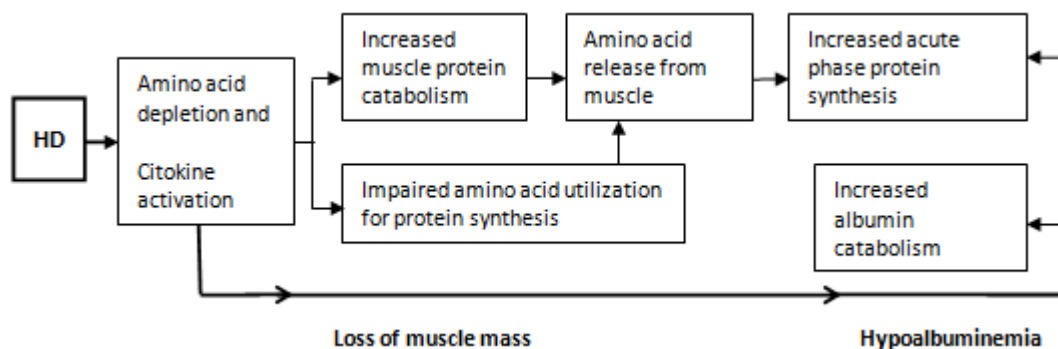 HD
Amino acid
depletion and
Citokine
activation
Increased
muscle protein
catabolism
Amino acid
release from
muscle
Increased acute
phase protein
synthesis
Impaired amino acid utilization
for protein synthesis
Increased
albumin
catabolism
Loss of muscle mass
Hypoalbuminemia